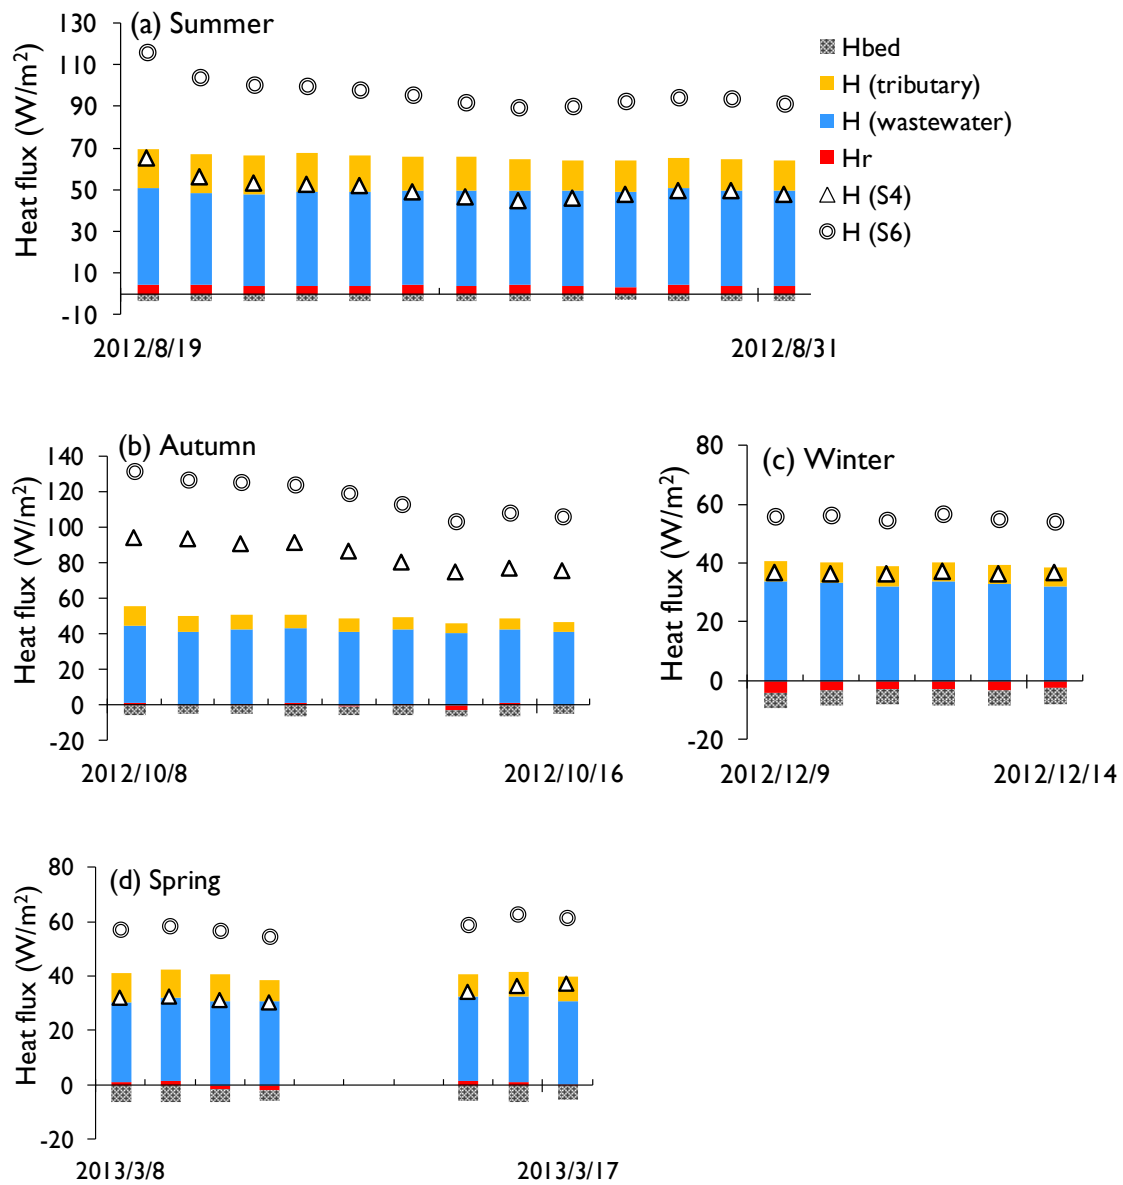 (a) Summer
Heat flux (W/m²)
130
110
90
70
50
30
10
-10
2012/8/19
2012/8/31
Hbed
H (tributary)
H (wastewater)
Hr
H (S4)
H (S6)
(b) Autumn
Heat flux (W/m²)
140
120
100
80
60
40
20
0
-20
2012/10/8
2012/10/16
(c) Winter
Heat flux (W/m²)
80
60
40
20
0
-20
2012/12/9
2012/12/14
(d) Spring
Heat flux (W/m²)
80
60
40
20
0
-20
2013/3/8
2013/3/17